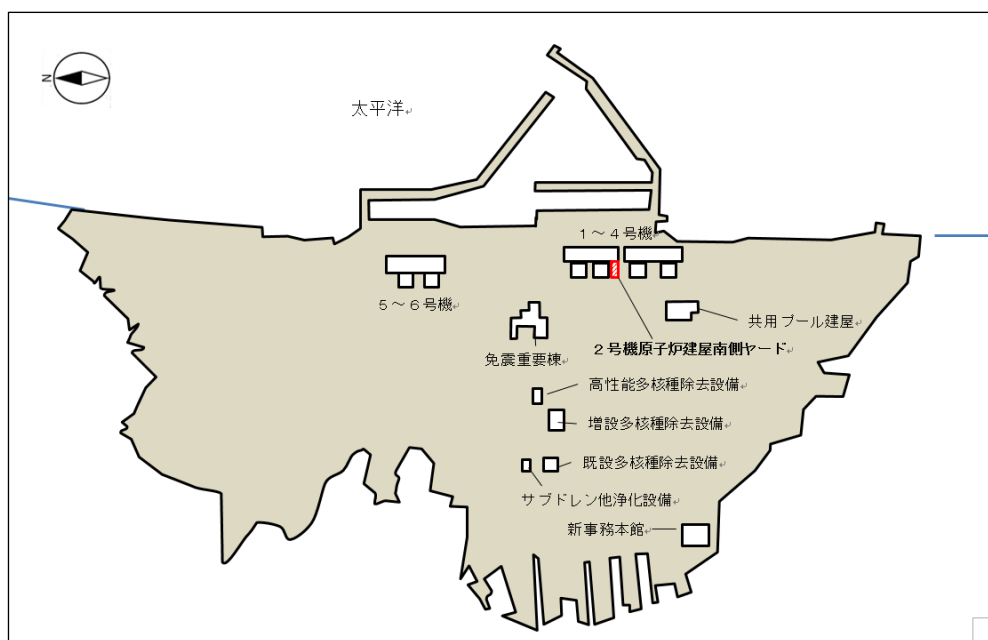 N
太平洋
1～4号機
5～6号機
共用プール建屋
2号機原子炉建屋南側ヤード
免震重要棟
高性能多核種除去設備
増設多核種除去設備
既設多核種除去設備
サブドレン他浄化設備
新事務本館